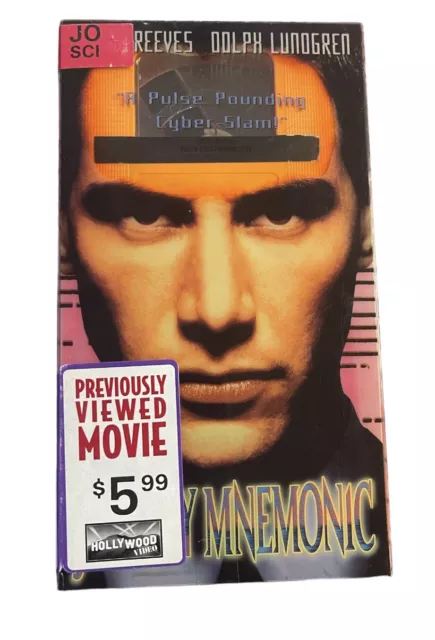 JO
SCI
REEVES DOLPH LUNDGREN
"A Pulse Pounding
Cyber-Slam!"
PREVIOUSLY
VIEWED
MOVIE
$5.99
HOLLYWOOD
VIDEO
Y MNEMONIC